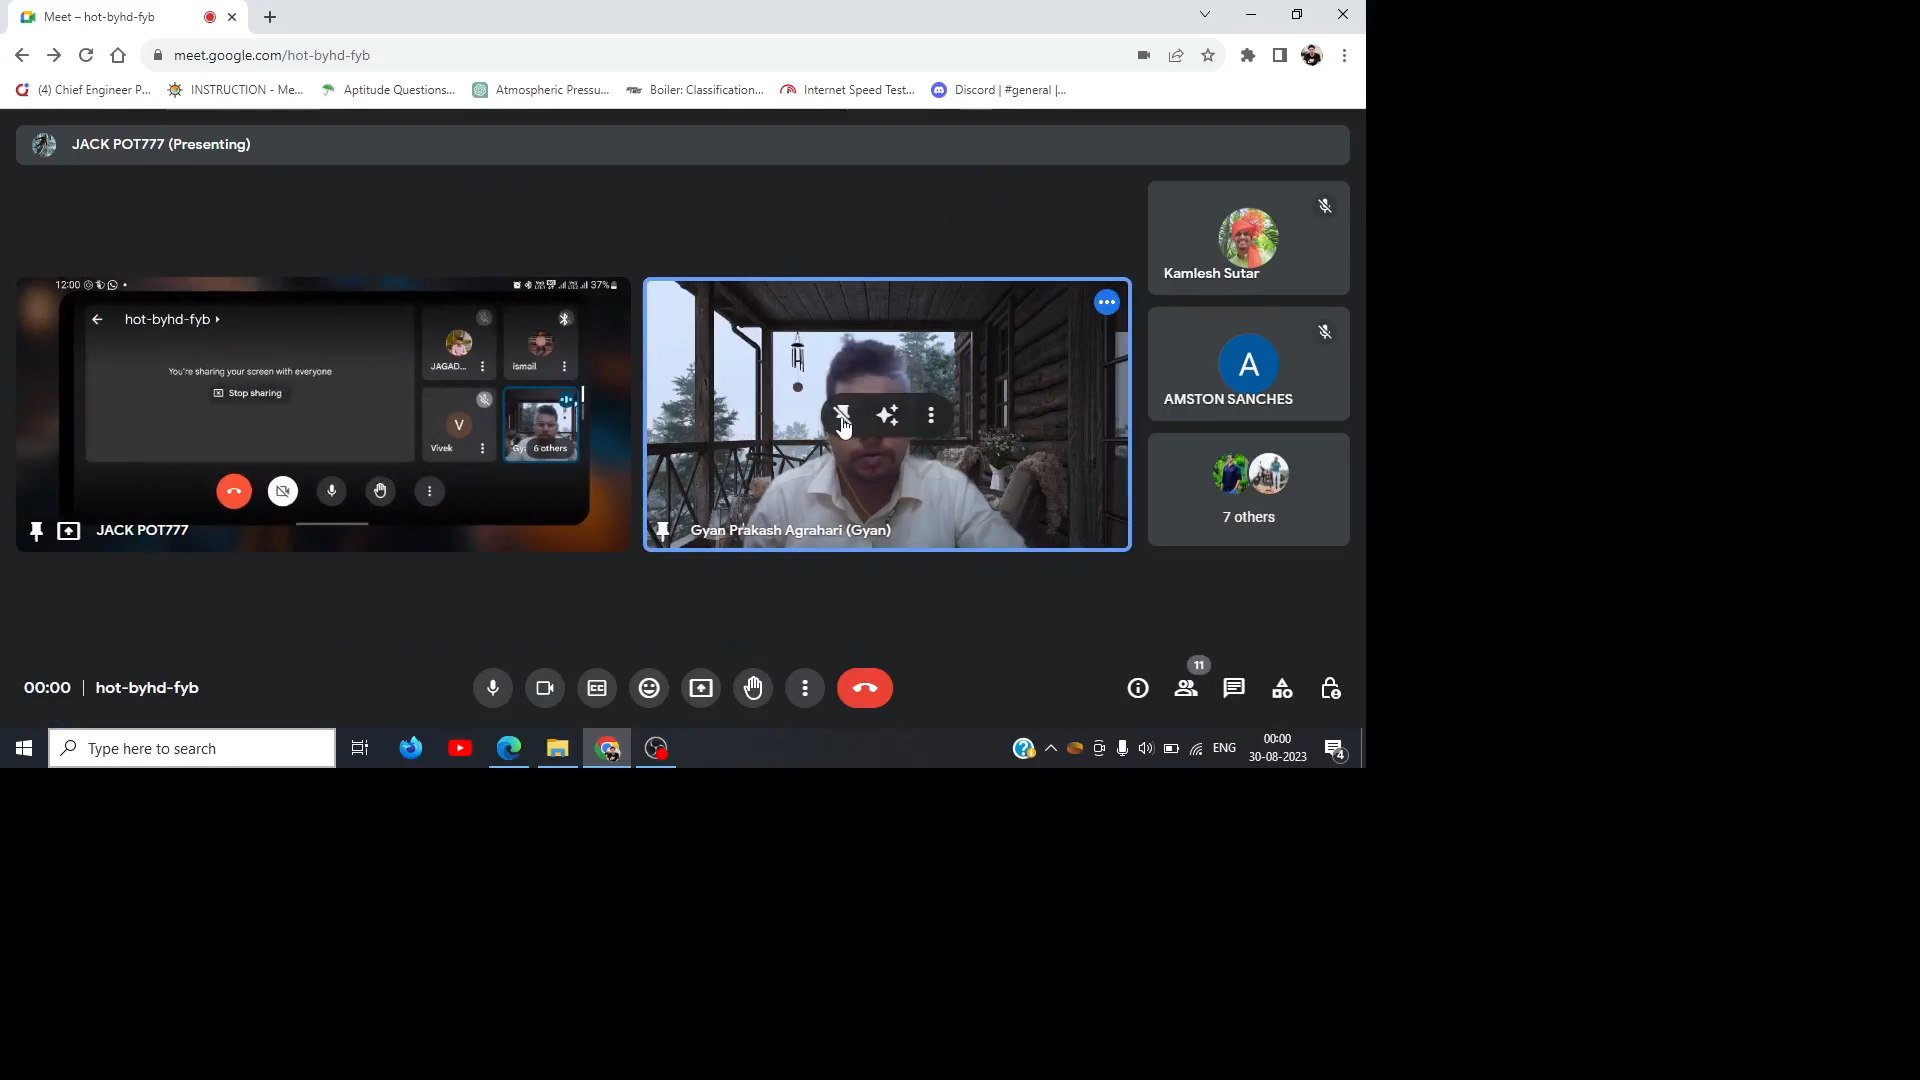 Meet – hot-byhd-fyb
meet.google.com/hot-byhd-fyb
(4) Chief Engineer P...
INSTRUCTION - Me...
Aptitude Questions...
Atmospheric Pressu...
Boiler: Classification...
Internet Speed Test...
Discord | #general |...
JACK POT777 (Presenting)
Kamlesh Sutar
12:00
37%
hot-byhd-fyb
You're sharing your screen with everyone
Stop sharing
JAGAD...
ismail
Vivek
V
6 others
JACK POT777
Gyan Prakash Agrahari (Gyan)
A
AMSTON SANCHES
7 others
00:00 | hot-byhd-fyb
11
Type here to search
ENG
00:00
30-08-2023
4